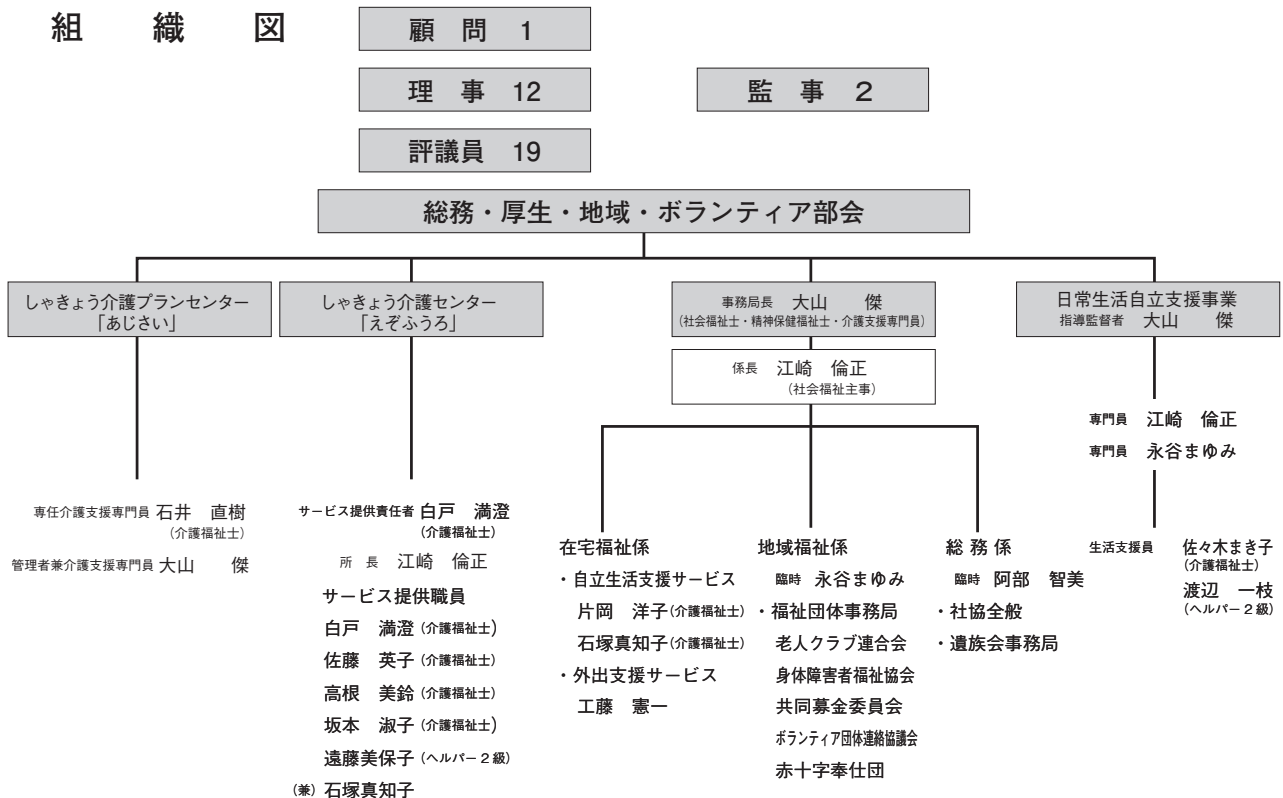 組織図
顧問 1
理事 12
監事 2
評議員 19
総務・厚生・地域・ボランティア部会
しゃきょう介護プランセンター
「あじさい」
専任介護支援専門員 石井 直樹
(介護福祉士)
管理者兼介護支援専門員 大山 傑
しゃきょう介護センター
「えぞふうろ」
サービス提供責任者 白戸 満澄
(介護福祉士)
所長 江崎 倫正
サービス提供職員
白戸 満澄 (介護福祉士)
佐藤 英子 (介護福祉士)
高根 美鈴 (介護福祉士)
坂本 淑子 (介護福祉士)
遠藤美保子 (ヘルパー2級)
(兼) 石塚真知子
事務局長 大山 傑
(社会福祉士・精神保健福祉士・介護支援専門員)
係長 江崎 倫正
(社会福祉主事)
在宅福祉係
・自立生活支援サービス
片岡 洋子 (介護福祉士)
石塚真知子 (介護福祉士)
・外出支援サービス
工藤 憲一
地域福祉係
臨時 永谷まゆみ
・福祉団体事務局
老人クラブ連合会
身体障害者福祉協会
共同募金委員会
ボランティア団体連絡協議会
赤十字奉仕団
総務係
臨時 阿部 智美
・社協全般
・遺族会事務局
日常生活自立支援事業
指導監督者 大山 傑
専門員 江崎 倫正
専門員 永谷まゆみ
生活支援員 佐々木まき子
(介護福祉士)
渡辺 一枝
(ヘルパー2級)